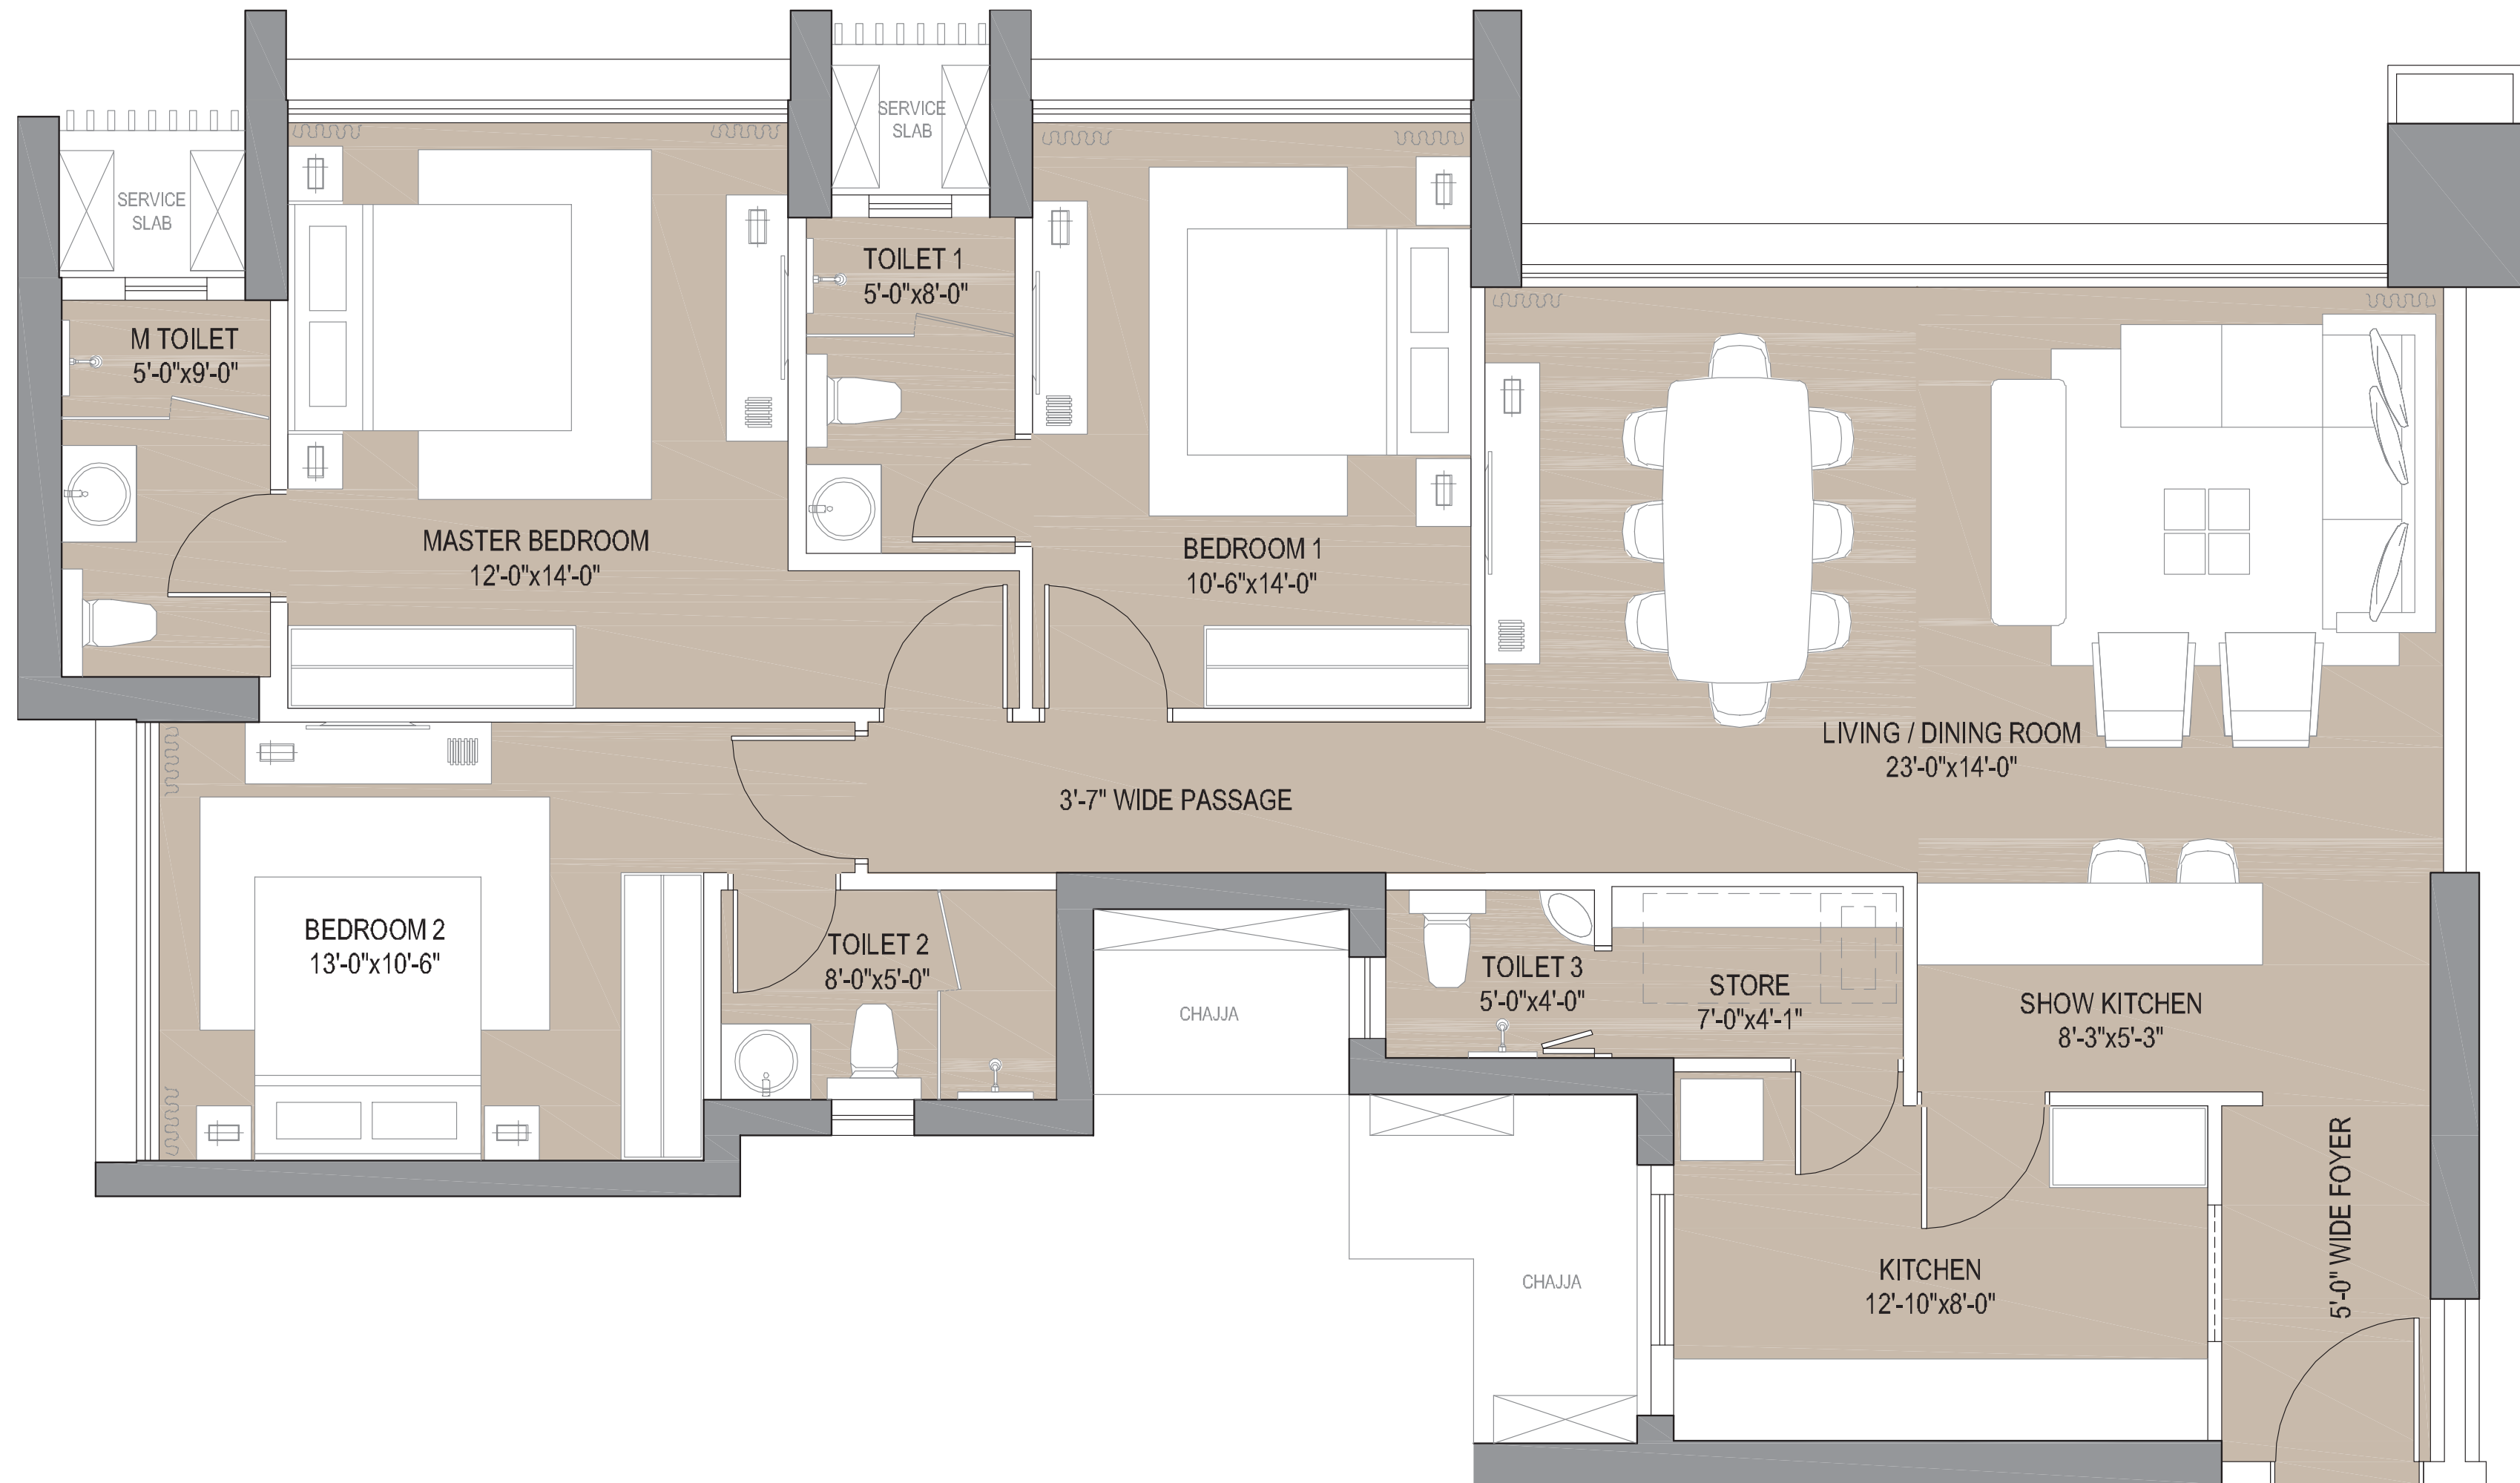 SERVICE
SLAB
SERVICE
SLAB
TOILET 1
5'-0"x8'-0"
M TOILET
5'-0"x9'-0"
MASTER BEDROOM
12'-0"x14'-0"
BEDROOM 1
10'-6"x14'-0"
LIVING / DINING ROOM
23'-0"x14'-0"
3'-7" WIDE PASSAGE
BEDROOM 2
13'-0"x10'-6"
TOILET 2
8'-0"x5'-0"
CHAJJA
TOILET 3
5'-0"x4'-0"
STORE
7'-0"x4'-1"
SHOW KITCHEN
8'-3"x5'-3"
5'-0" WIDE FOYER
KITCHEN
12'-10"x8'-0"
CHAJJA